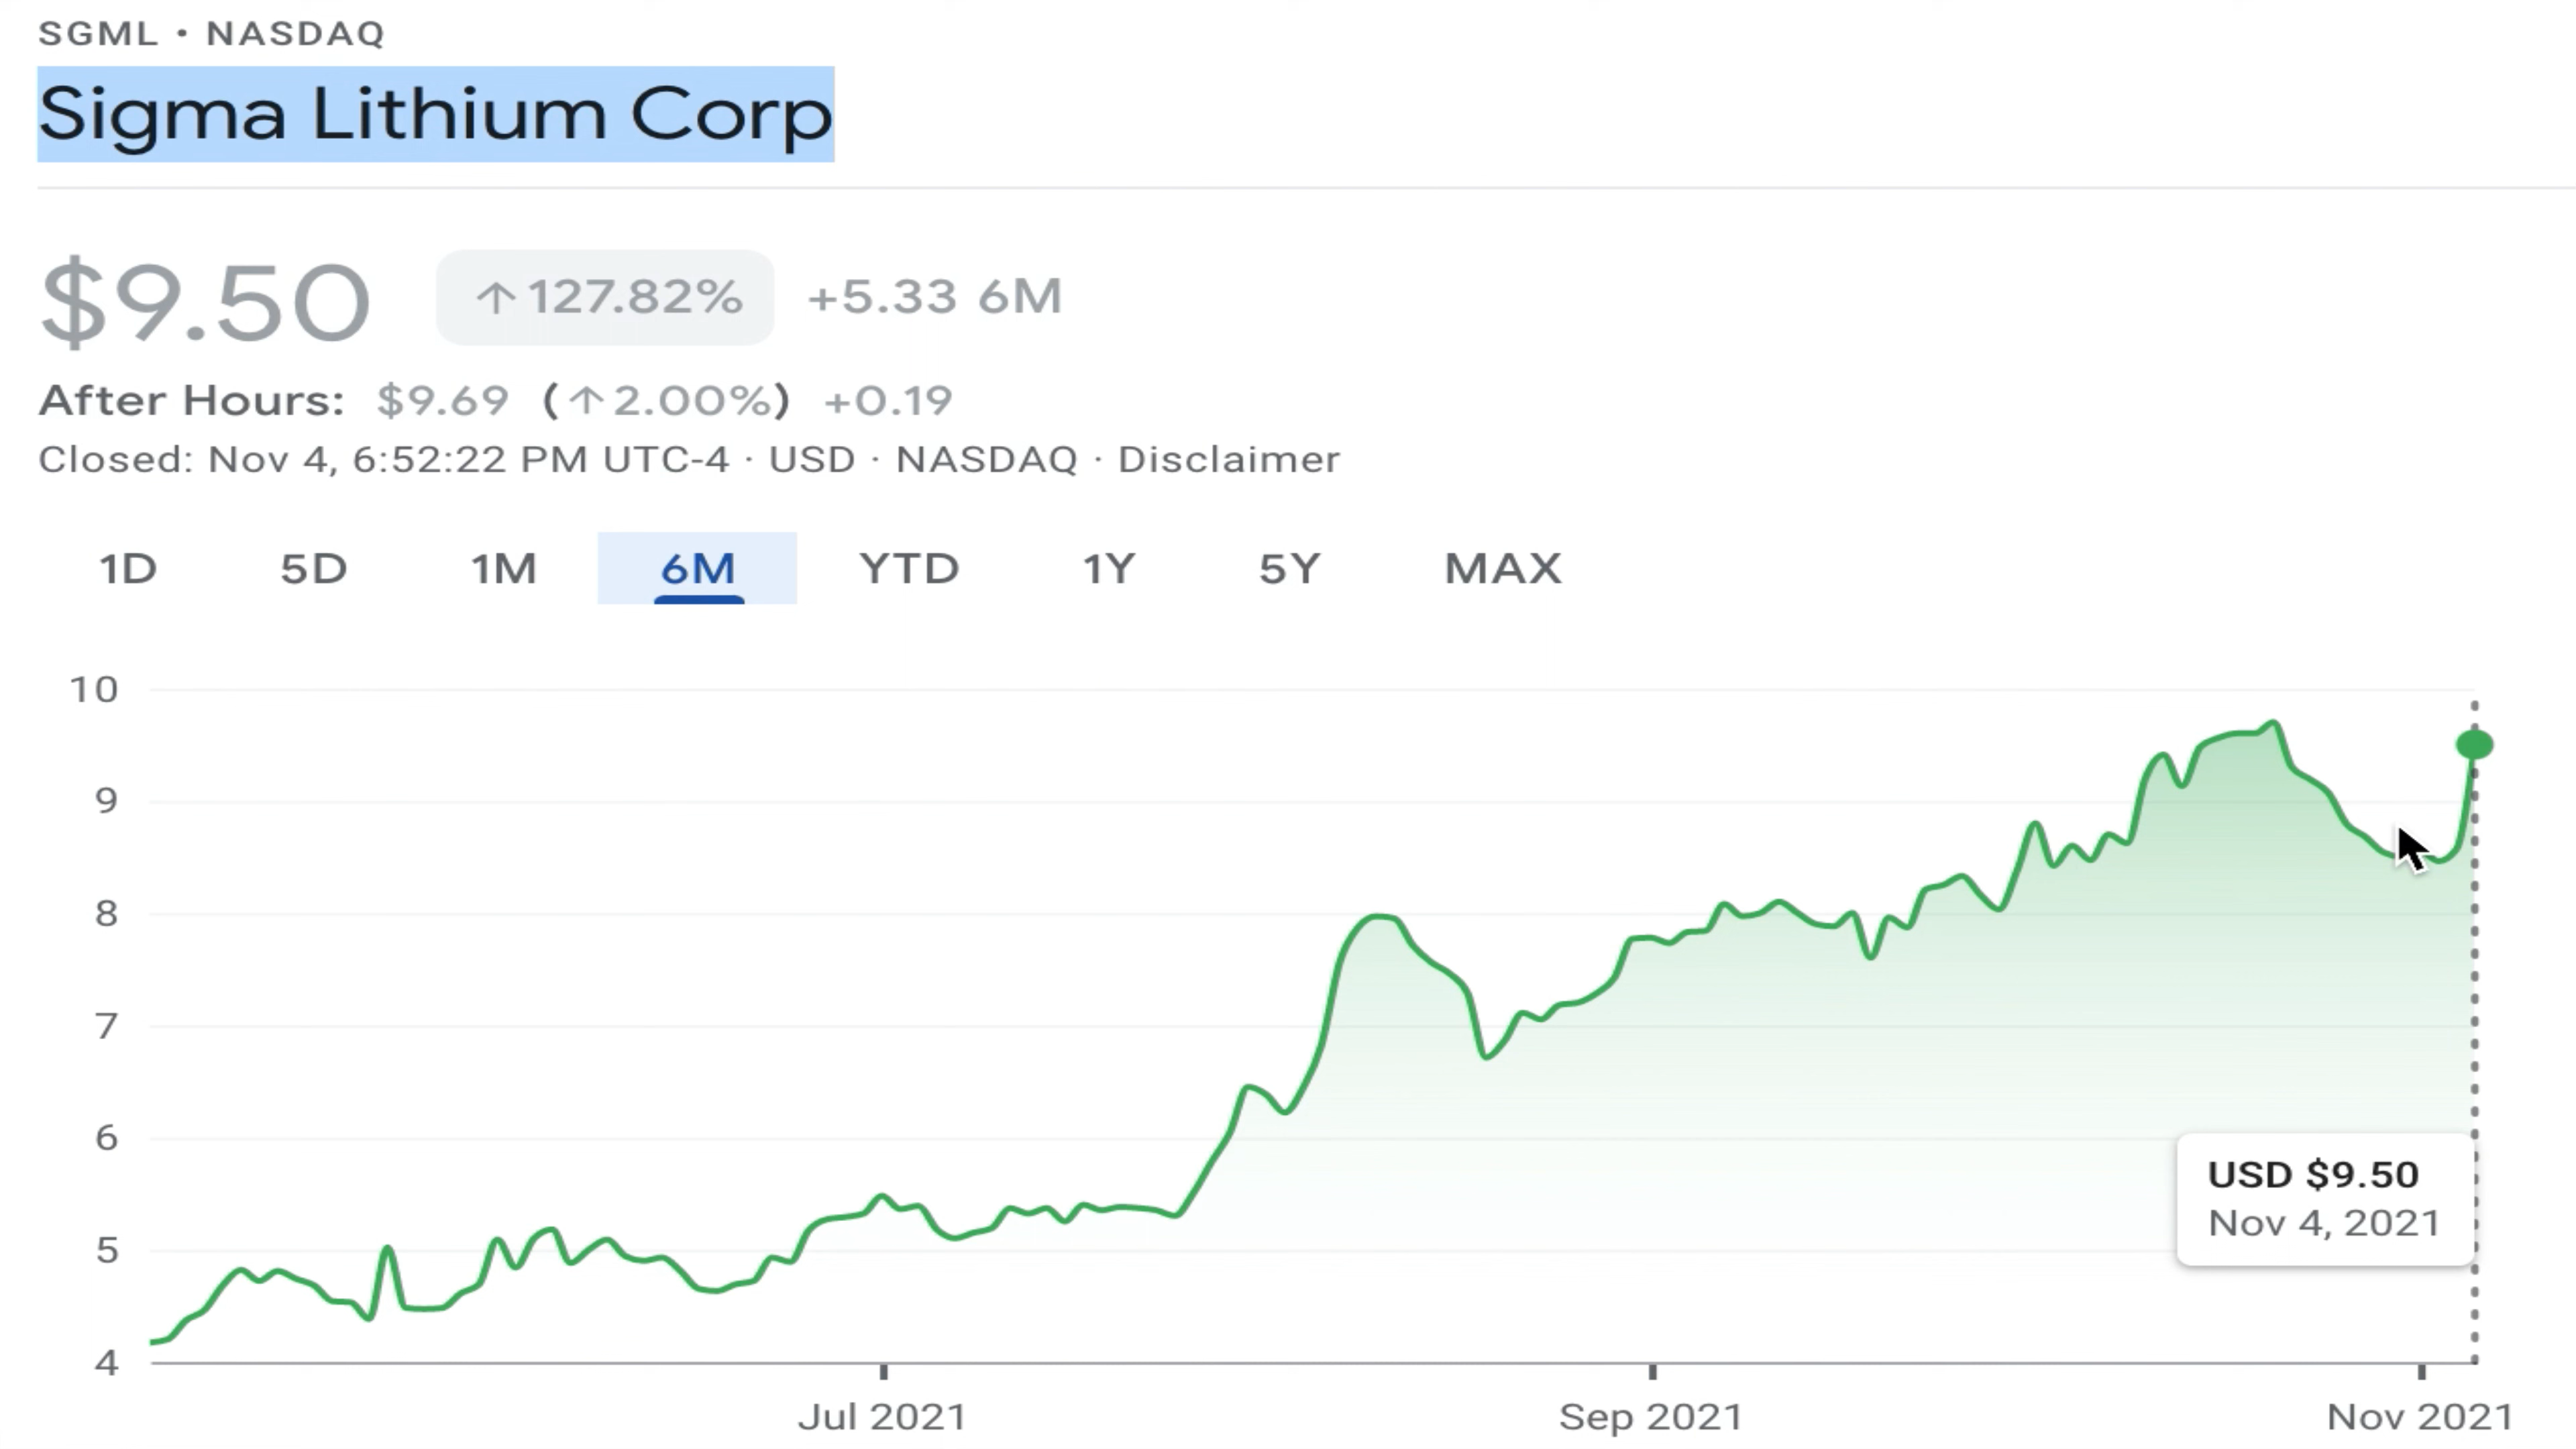 SGML • NASDAQ
Sigma Lithium Corp
$9.50 ↑127.82% +5.33 6M
After Hours: $9.69 (↑2.00%) +0.19
Closed: Nov 4, 6:52:22 PM UTC-4 · USD · NASDAQ · Disclaimer
1D 5D 1M 6M YTD 1Y 5Y MAX
10
9
8
7
6
5
4
USD $9.50
Nov 4, 2021
Jul 2021 Sep 2021 Nov 2021